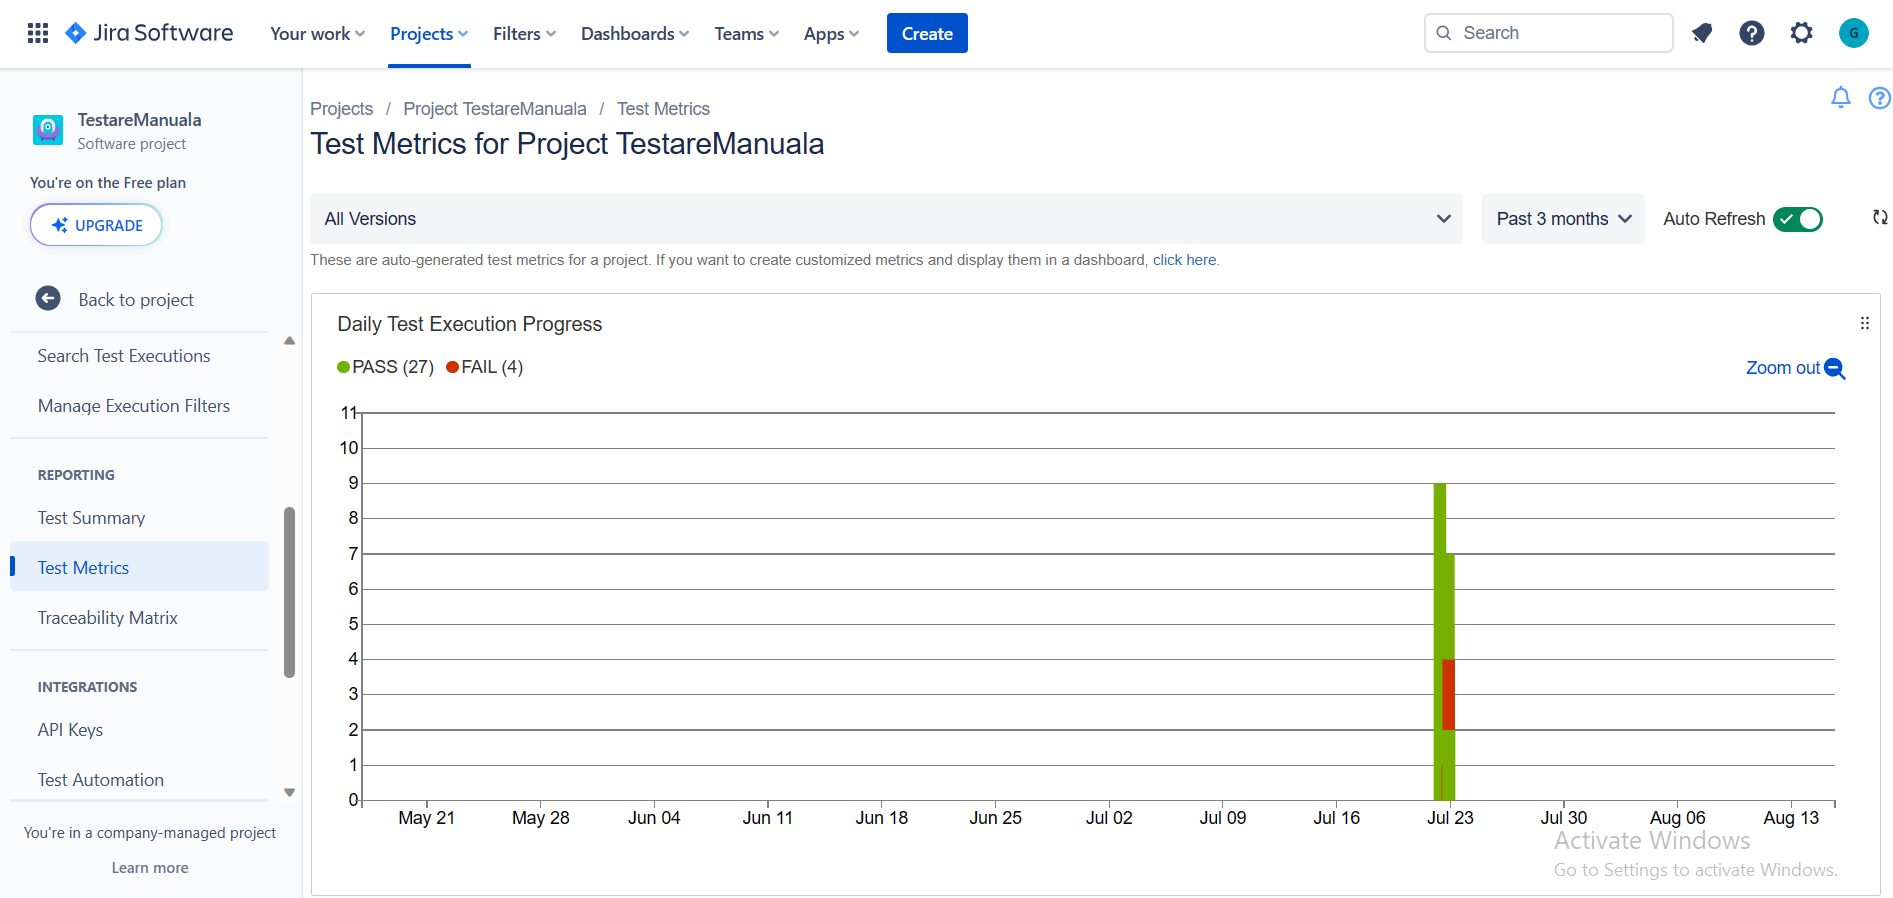 Jira Software Your work Projects Filters Dashboards Teams Apps Create Search G
TestareManuala
Software project
You're on the Free plan
UPGRADE
Back to project
Search Test Executions
Manage Execution Filters
REPORTING
Test Summary
Test Metrics
Traceability Matrix
INTEGRATIONS
API Keys
Test Automation
You're in a company-managed project
Learn more
Projects / Project TestareManuala / Test Metrics
Test Metrics for Project TestareManuala
All Versions Past 3 months Auto Refresh
These are auto-generated test metrics for a project. If you want to create customized metrics and display them in a dashboard, click here.
Daily Test Execution Progress
PASS (27) FAIL (4) Zoom out
11
10
9
8
7
6
5
4
3
2
1
0
May 21 May 28 Jun 04 Jun 11 Jun 18 Jun 25 Jul 02 Jul 09 Jul 16 Jul 23 Jul 30 Aug 06 Aug 13
Activate Windows
Go to Settings to activate Windows.